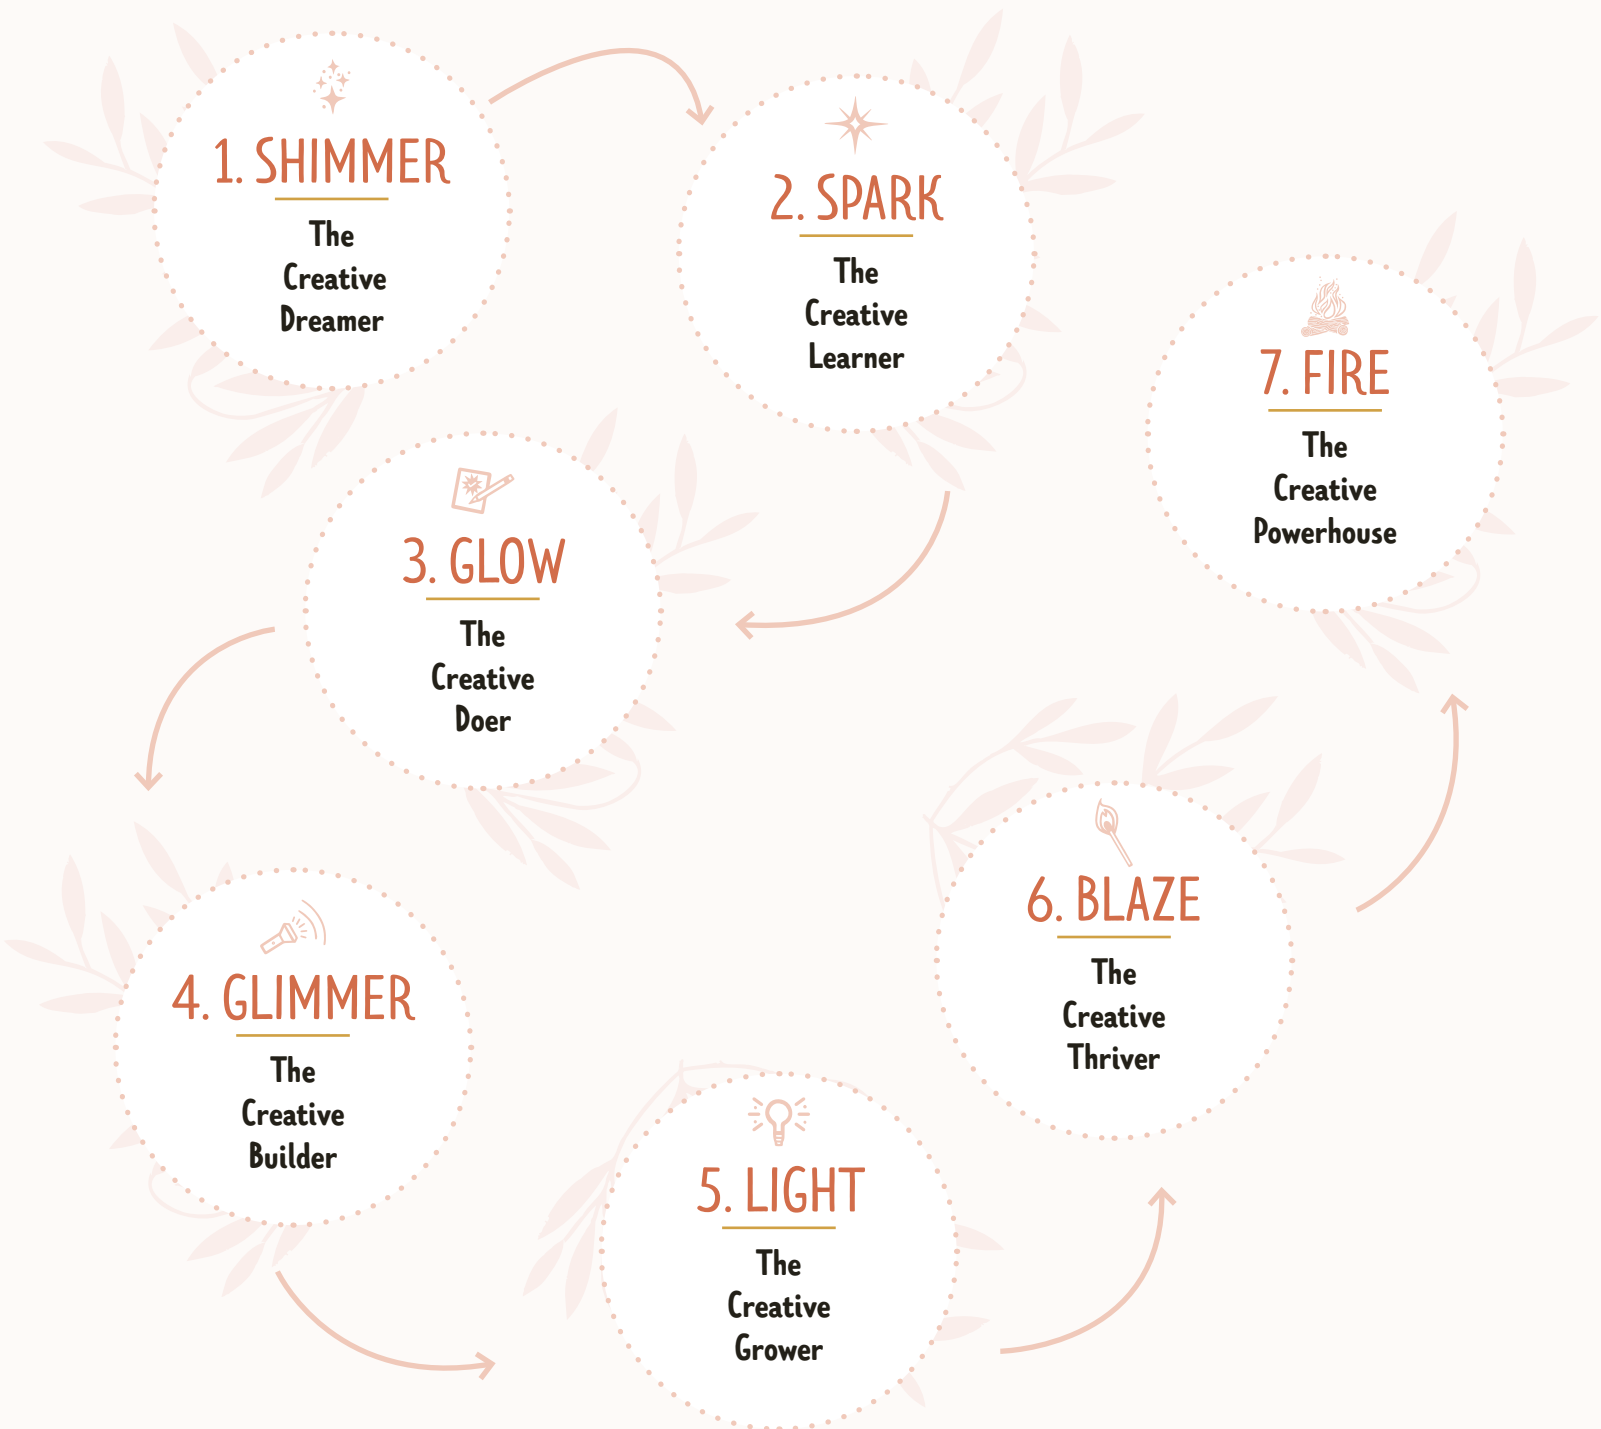 1. SHIMMER
The
Creative
Dreamer
2. SPARK
The
Creative
Learner
3. GLOW
The
Creative
Doer
4. GLIMMER
The
Creative
Builder
5. LIGHT
The
Creative
Grower
6. BLAZE
The
Creative
Thriver
7. FIRE
The
Creative
Powerhouse